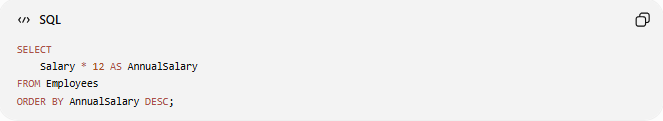 </> SQL
SELECT
    Salary * 12 AS AnnualSalary
FROM Employees
ORDER BY AnnualSalary DESC;